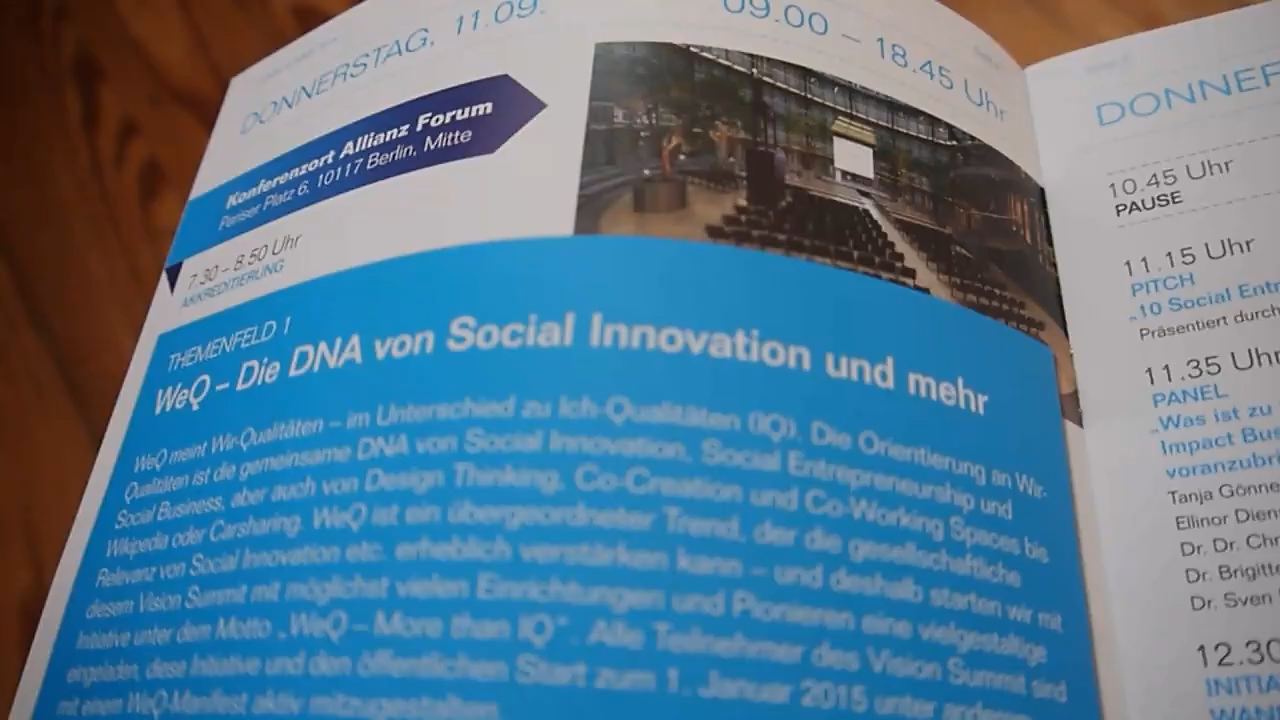 DONNERSTAG, 11.09.
09.00 – 18.45 Uhr
Konferenzort Allianz Forum
Pariser Platz 6, 10117 Berlin, Mitte
7.30 – 8.50 Uhr
AKKREDITIERUNG
THEMENFELD I
WeQ – Die DNA von Social Innovation und mehr
WeQ meint Wir-Qualitäten – im Unterschied zu Ich-Qualitäten (IQ). Die Orientierung an Wir-
Qualitäten ist die gemeinsame DNA von Social Innovation, Social Entrepreneurship und
Social Business, aber auch von Design Thinking, Co-Creation und Co-Working Spaces bis
Wikipedia oder Carsharing. WeQ ist ein übergeordneter Trend, der die gesellschaftliche
Relevanz von Social Innovation etc. erheblich verstärken kann – und deshalb starten wir mit
diesem Vision Summit mit möglichst vielen Einrichtungen und Pionieren eine vielgestaltige
Initiative unter dem Motto „WeQ – More than IQ“. Alle Teilnehmer des Vision Summit sind
eingeladen, diese Initiative und den öffentlichen Start zum 1. Januar 2015 unter anderem
mit einem WeQ-Manifest aktiv mitzugestalten.
DONNER
10.45 Uhr
PAUSE
11.15 Uhr
PITCH
„10 Social Entr
Präsentiert durch
11.35 Uhr
PANEL
„Was ist zu
Impact Bus
voranzubri
Tanja Gönne
Ellinor Dien
Dr. Dr. Chr
Dr. Brigitte
Dr. Sven
12.30
INITIA
WAN